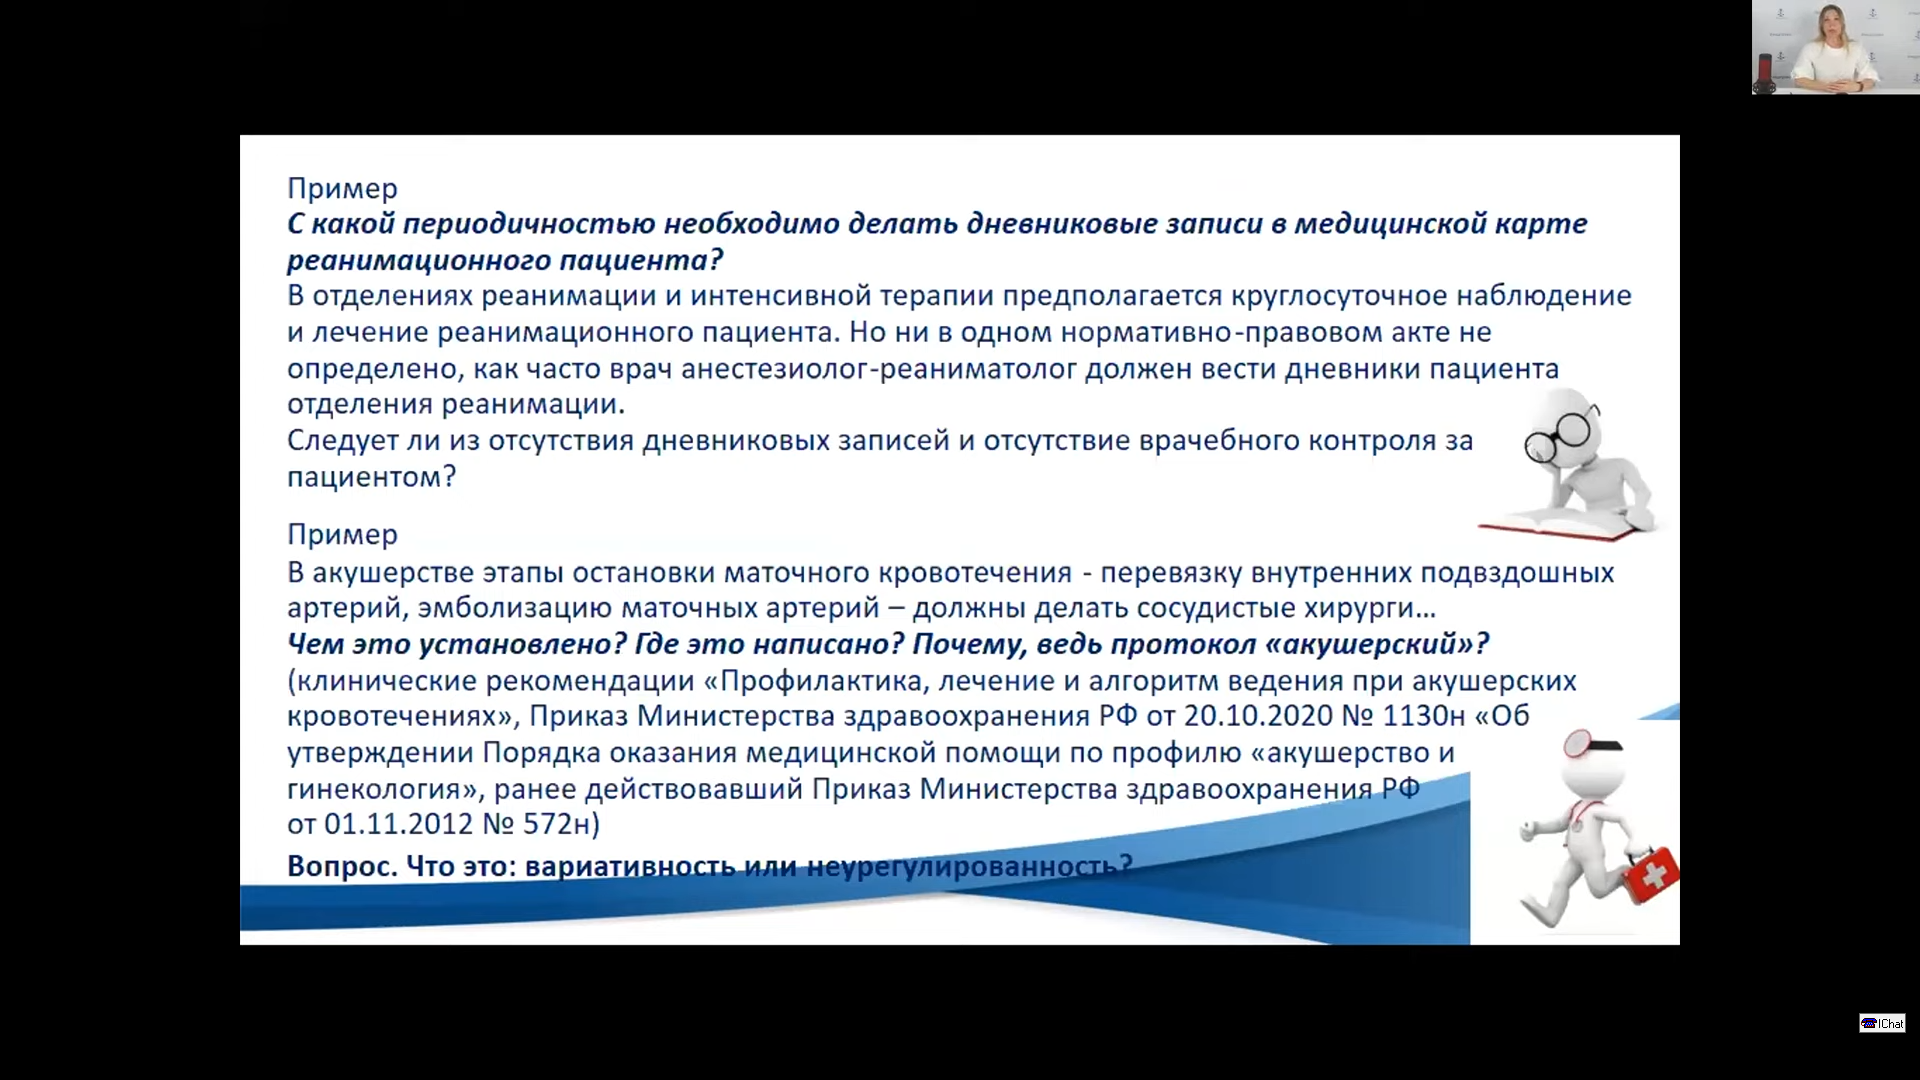 Пример
С какой периодичностью необходимо делать дневниковые записи в медицинской карте
реанимационного пациента?
В отделениях реанимации и интенсивной терапии предполагается круглосуточное наблюдение
и лечение реанимационного пациента. Но ни в одном нормативно-правовом акте не
определено, как часто врач анестезиолог-реаниматолог должен вести дневники пациента
отделения реанимации.
Следует ли из отсутствия дневниковых записей и отсутствие врачебного контроля за
пациентом?
Пример
В акушерстве этапы остановки маточного кровотечения - перевязку внутренних подвздошных
артерий, эмболизацию маточных артерий – должны делать сосудистые хирурги…
Чем это установлено? Где это написано? Почему, ведь протокол «акушерский»?
(клинические рекомендации «Профилактика, лечение и алгоритм ведения при акушерских
кровотечениях», Приказ Министерства здравоохранения РФ от 20.10.2020 № 1130н «Об
утверждении Порядка оказания медицинской помощи по профилю «акушерство и
гинекология», ранее действовавший Приказ Министерства здравоохранения РФ
от 01.11.2012 № 572н)
Вопрос. Что это: вариативность или неурегулированность?
IChat